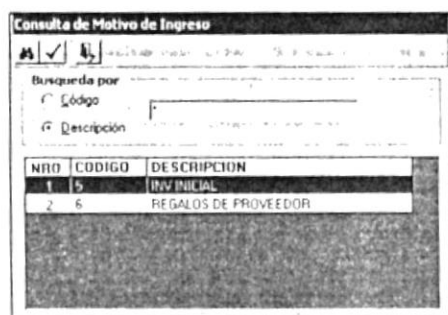 Consulta de Motivo de Ingreso
Busqueda por
Código
Descripción
NRO CODIGO DESCRIPCION
1 5 INV INICIAL
2 6 REGALOS DE PROVEEDOR